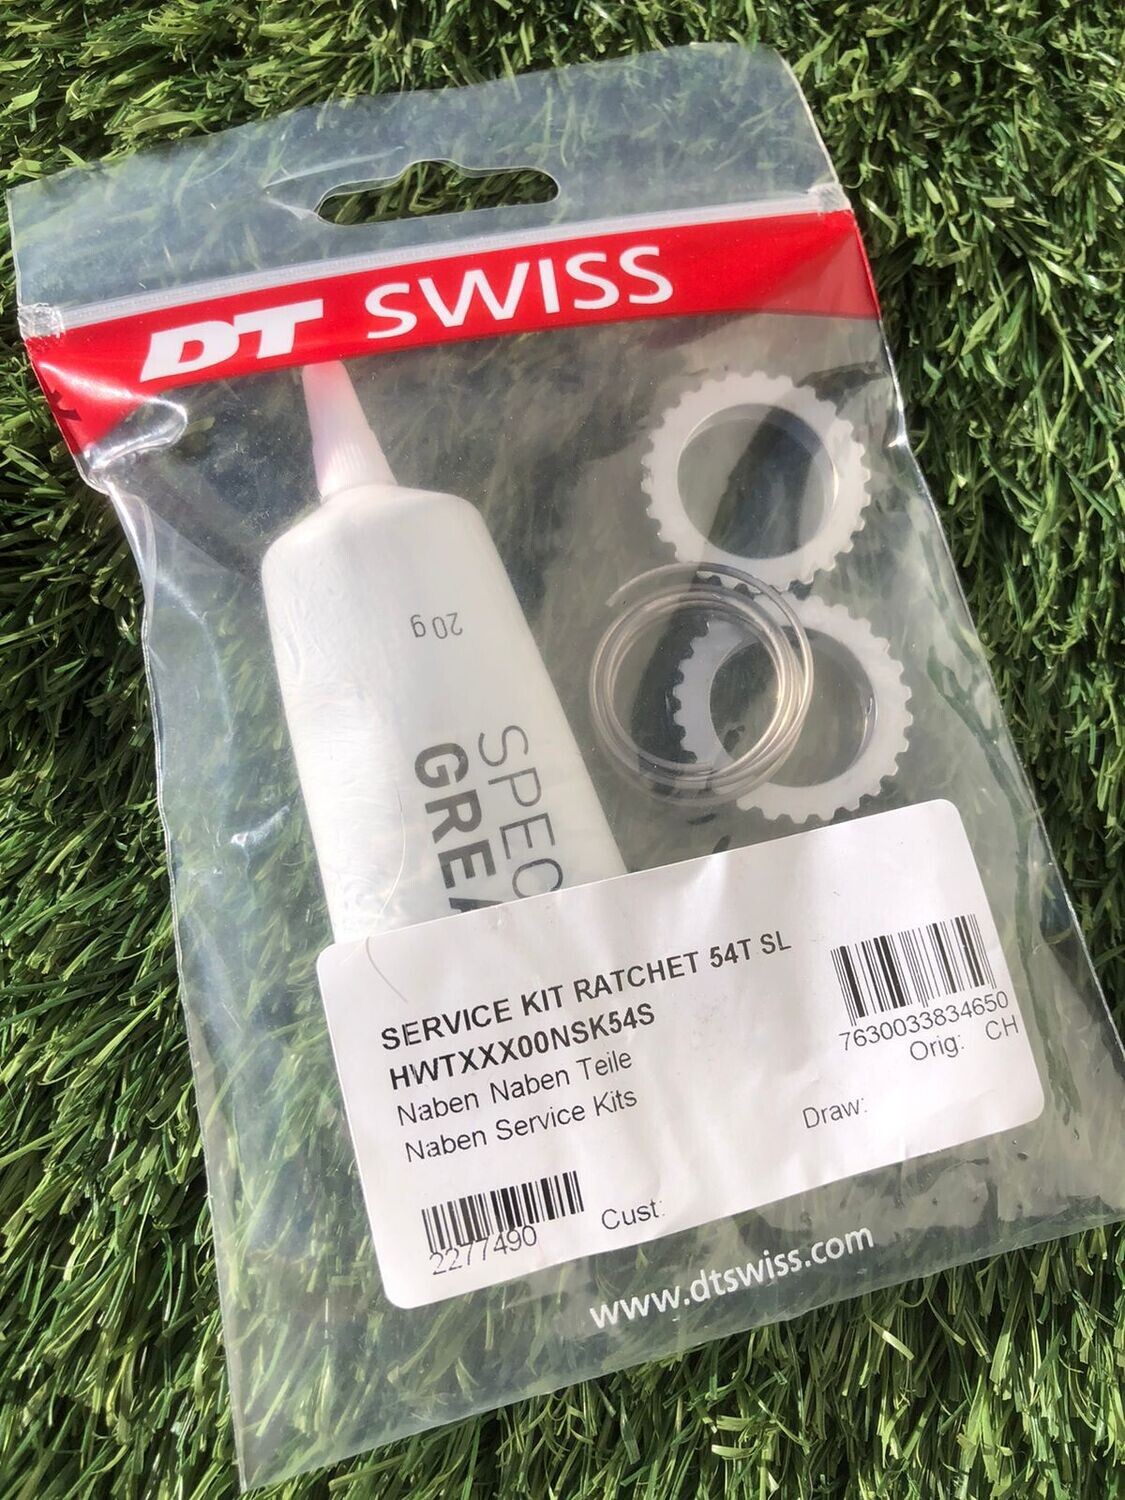 DT SWISS
20g
SPEC
GREA
SERVICE KIT RATCHET 54T SL
HWTXXX00NSK54S
Naben Naben Teile
Naben Service Kits
7630033834650
Orig: CH
Draw:
2277490
Cust:
www.dtswiss.com